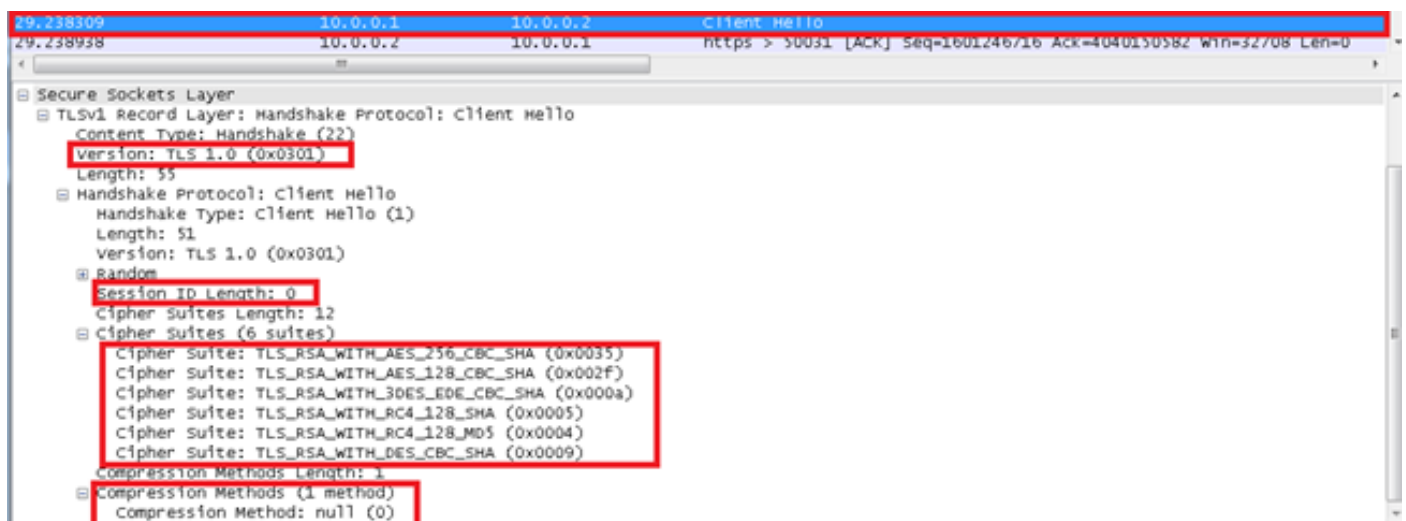 29.238309 10.0.0.1 10.0.0.2 Client Hello
29.238938 10.0.0.2 10.0.0.1 https > 50031 [ACK] Seq=1601246716 Ack=4040150582 Win=32708 Len=0
Secure Sockets Layer
TLSv1 Record Layer: Handshake Protocol: Client Hello
Content Type: Handshake (22)
Version: TLS 1.0 (0x0301)
Length: 55
Handshake Protocol: Client Hello
Handshake Type: Client Hello (1)
Length: 51
Version: TLS 1.0 (0x0301)
Random
Session ID Length: 0
Cipher Suites Length: 12
Cipher Suites (6 suites)
Cipher Suite: TLS_RSA_WITH_AES_256_CBC_SHA (0x0035)
Cipher Suite: TLS_RSA_WITH_AES_128_CBC_SHA (0x002f)
Cipher Suite: TLS_RSA_WITH_3DES_EDE_CBC_SHA (0x000a)
Cipher Suite: TLS_RSA_WITH_RC4_128_SHA (0x0005)
Cipher Suite: TLS_RSA_WITH_RC4_128_MD5 (0x0004)
Cipher Suite: TLS_RSA_WITH_DES_CBC_SHA (0x0009)
Compression Methods Length: 1
Compression Methods (1 method)
Compression Method: null (0)